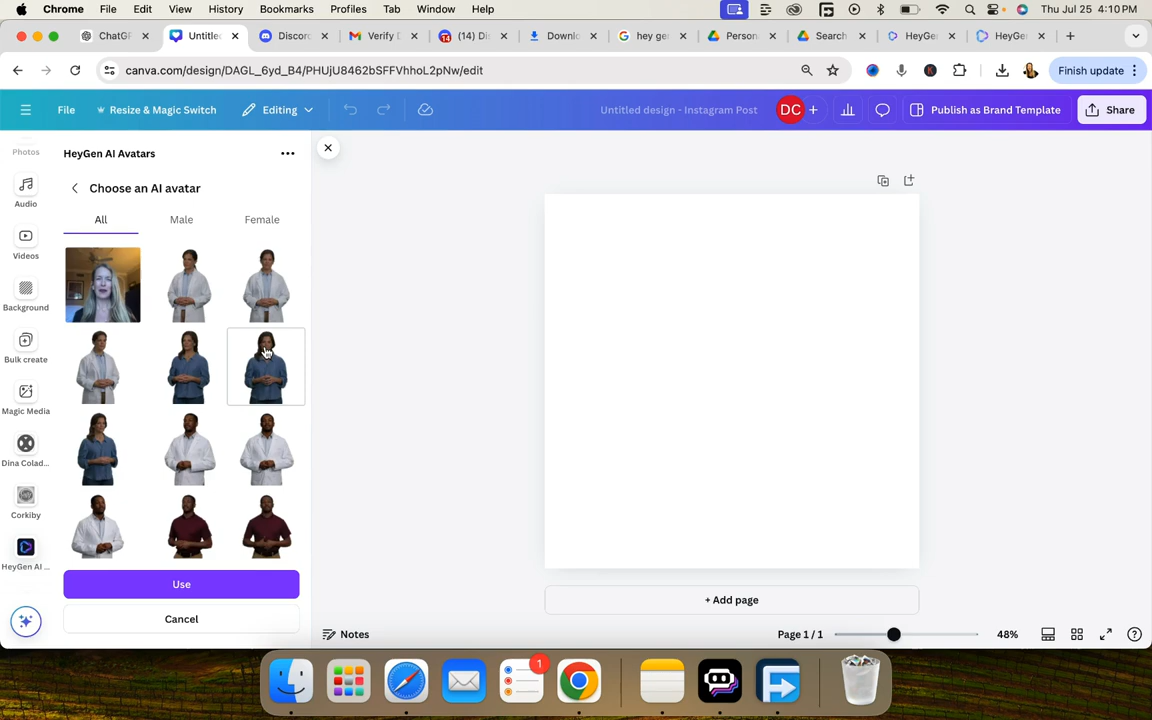 Chrome File Edit View History Bookmarks Profiles Tab Window Help Thu Jul 25 4:10 PM
ChatGP Untitle Discor Verify D (14) Di Downlo hey ge Person Search HeyGe HeyGe
canva.com/design/DAGL_6yd_B4/PHUjU8462bSFFVhhoL2pNw/edit Finish update
File Resize & Magic Switch Editing Untitled design - Instagram Post DC Publish as Brand Template Share
Photos
Audio
Videos
Background
Bulk create
Magic Media
Dina Colad...
Corkiby
HeyGen AI ...
HeyGen AI Avatars
Choose an AI avatar
All Male Female
Use
Cancel
+ Add page
Notes Page 1 / 1 48%
1